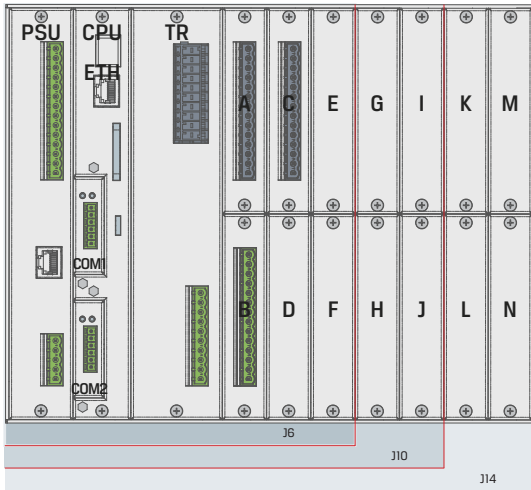 PSU CPU TR
ETH
A C E G I K M
COM1
B D F H J L N
COM2
J6
J10
J14